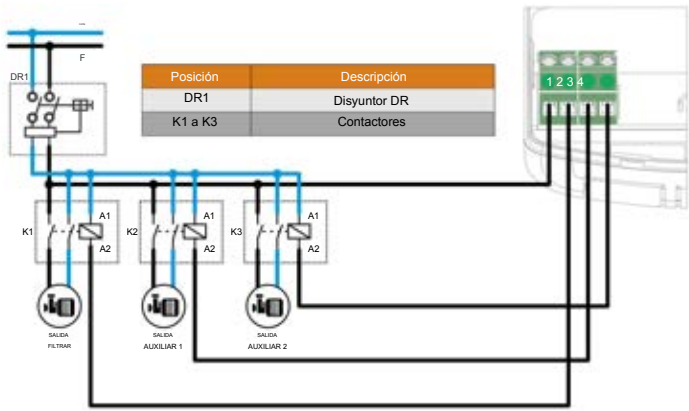 F
DR1
Posición Descripción
DR1 Disyuntor DR
K1 a K3 Contactores
1 2 3 4
K1
A1
A2
K2
A1
A2
K3
A1
A2
SALIDA
FILTRAR
SALIDA
AUXILIAR 1
SALIDA
AUXILIAR 2